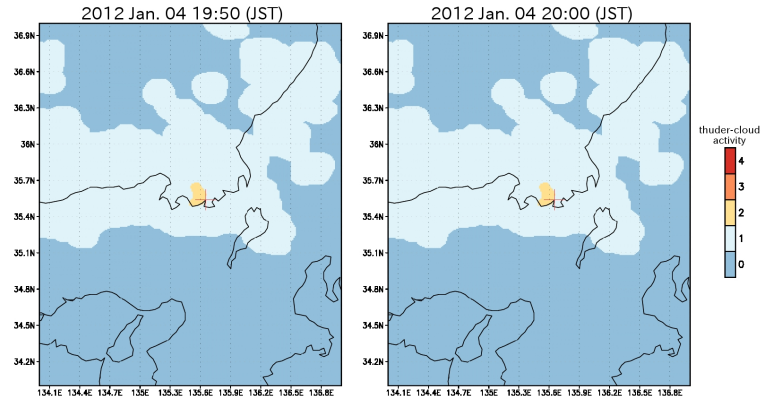 2012 Jan. 04 19:50 (JST)
2012 Jan. 04 20:00 (JST)
36.9N
36.6N
36.3N
36N
35.7N
35.4N
35.1N
34.8N
34.5N
34.2N
134.1E 134.4E 134.7E 135E 135.3E 135.6E 135.9E 136.2E 136.5E 136.8E
36.9N
36.6N
36.3N
36N
35.7N
35.4N
35.1N
34.8N
34.5N
34.2N
134.1E 134.4E 134.7E 135E 135.3E 135.6E 135.9E 136.2E 136.5E 136.8E
thuder-cloud
activity
4
3
2
1
0